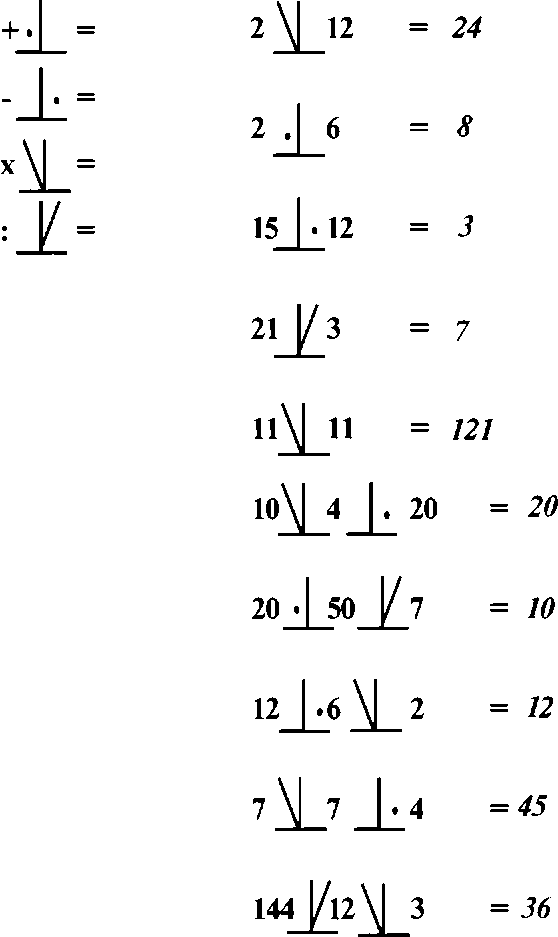 + =
- =
x =
: =
2 12 = 24
2 6 = 8
15 12 = 3
21 3 = 7
11 11 = 121
10 4 20 = 20
20 50 7 = 10
12 6 2 = 12
7 7 4 = 45
144 12 3 = 36